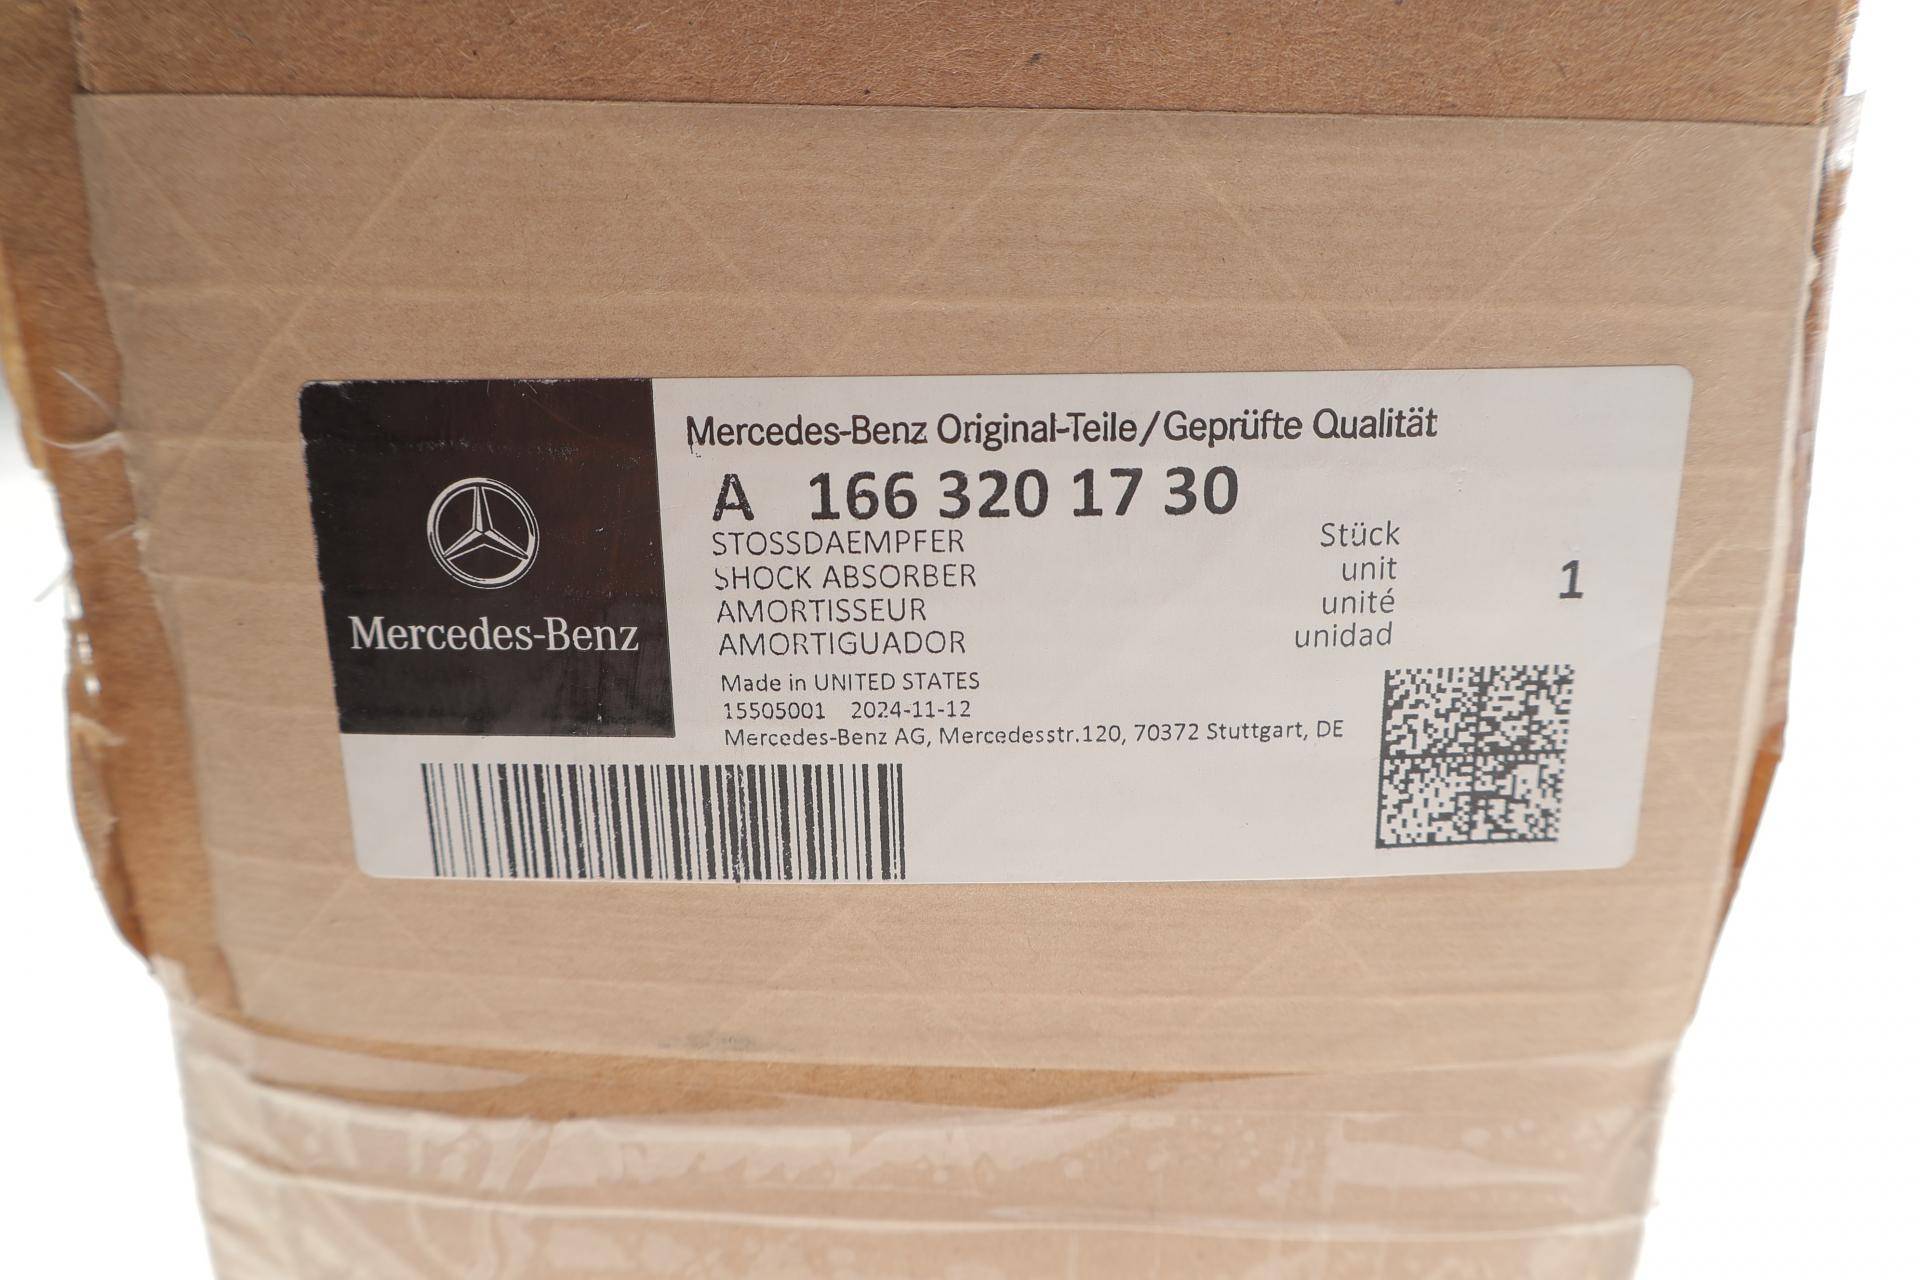 Mercedes-Benz
Mercedes-Benz Original-Teile/Geprüfte Qualität
A 166 320 17 30
STOSSDAEMPFER
SHOCK ABSORBER
AMORTISSEUR
AMORTIGUADOR
Stück
unit
unité
unidad
1
Made in UNITED STATES
15505001 2024-11-12
Mercedes-Benz AG, Mercedesstr.120, 70372 Stuttgart, DE